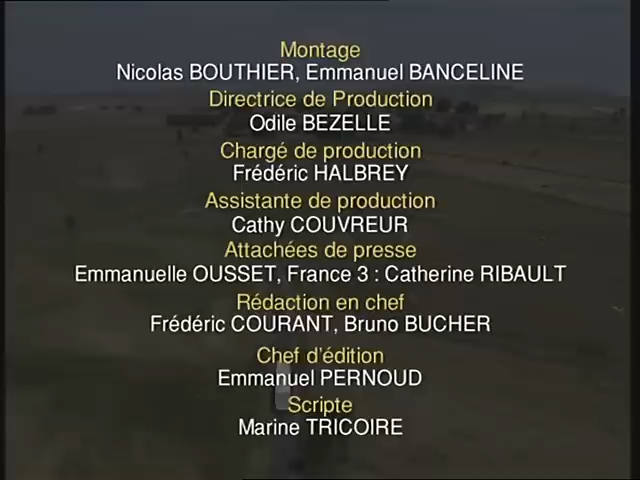 Montage
Nicolas BOUTHIER, Emmanuel BANCELINE
Directrice de Production
Odile BEZELLE
Chargé de production
Frédéric HALBREY
Assistante de production
Cathy COUVREUR
Attachées de presse
Emmanuelle OUSSET, France 3 : Catherine RIBAULT
Rédaction en chef
Frédéric COURANT, Bruno BUCHER
Chef d'édition
Emmanuel PERNOUD
Scripte
Marine TRICOIRE